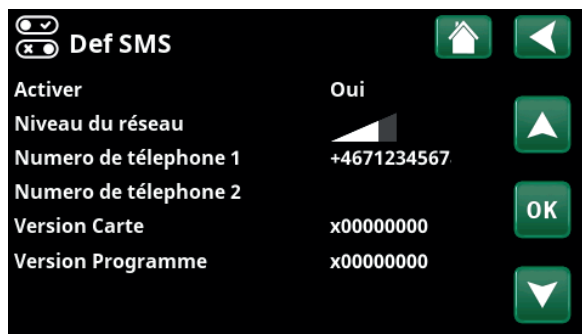 Def SMS
Activer Oui
Niveau du réseau
Numero de télephone 1 +4671234567
Numero de télephone 2
OK
Version Carte x00000000
Version Programme x00000000